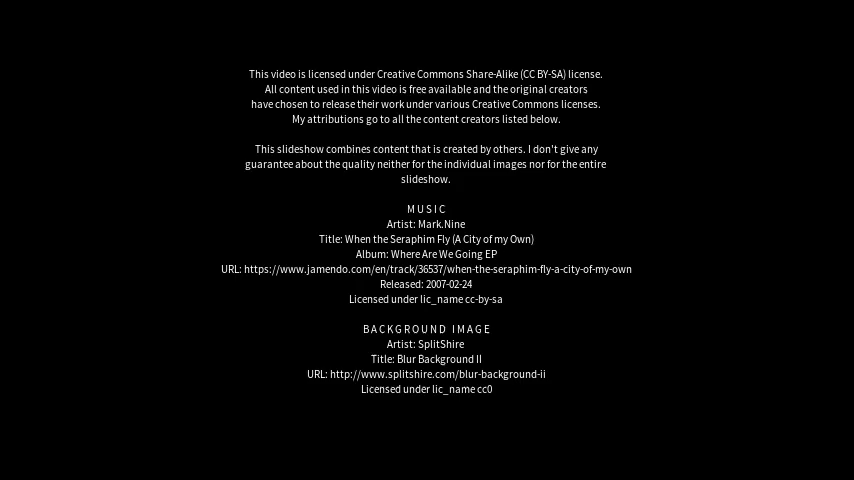 This video is licensed under Creative Commons Share-Alike (CC BY-SA) license.
All content used in this video is free available and the original creators
have chosen to release their work under various Creative Commons licenses.
My attributions go to all the content creators listed below.
This slideshow combines content that is created by others. I don't give any
guarantee about the quality neither for the individual images nor for the entire
slideshow.
MUSIC
Artist: Mark.Nine
Title: When the Seraphim Fly (A City of my Own)
Album: Where Are We Going EP
URL: https://www.jamendo.com/en/track/36537/when-the-seraphim-fly-a-city-of-my-own
Released: 2007-02-24
Licensed under lic_name cc-by-sa
BACKGROUND IMAGE
Artist: SplitShire
Title: Blur Background II
URL: http://www.splitshire.com/blur-background-ii
Licensed under lic_name cc0